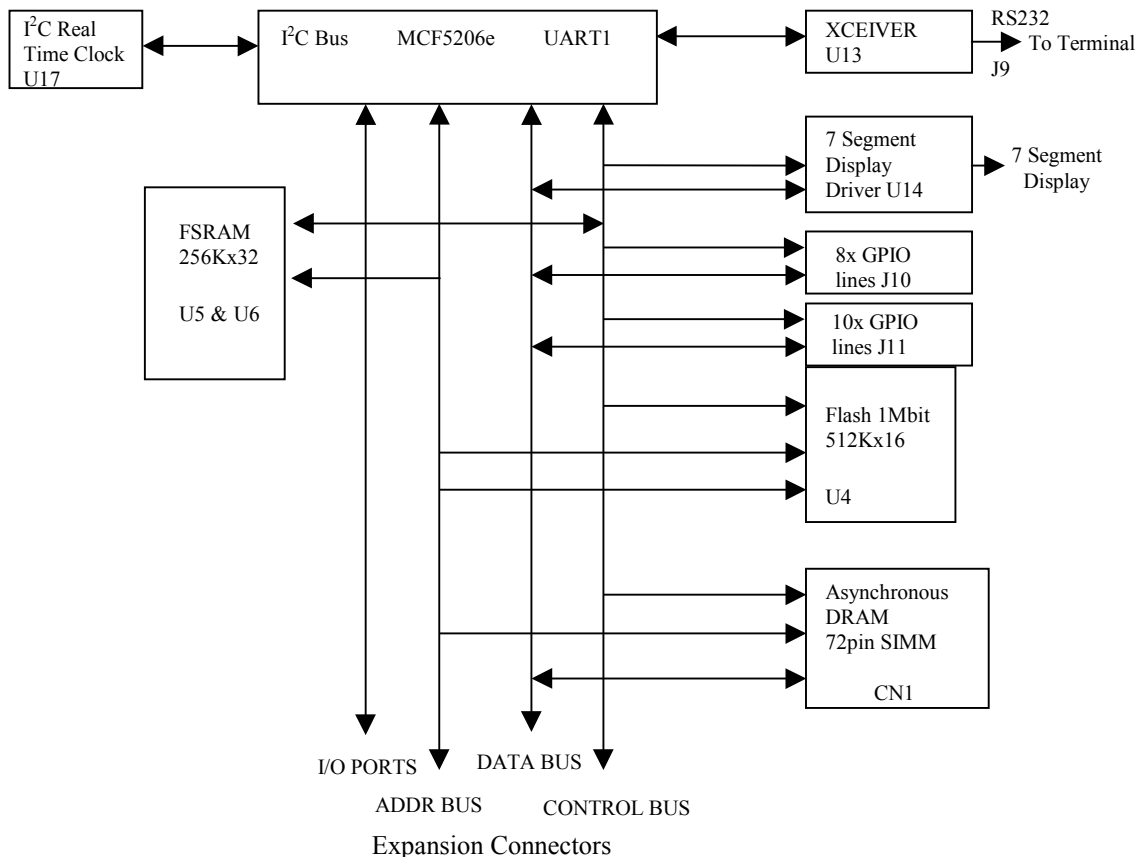 I²C Real
Time Clock
U17
I²C Bus MCF5206e UART1
XCEIVER
U13
RS232
To Terminal
J9
7 Segment
Display
Driver U14
7 Segment
Display
FSRAM
256Kx32
U5 & U6
8x GPIO
lines J10
10x GPIO
lines J11
Flash 1Mbit
512Kx16
U4
Asynchronous
DRAM
72pin SIMM
CN1
I/O PORTS
DATA BUS
ADDR BUS
CONTROL BUS
Expansion Connectors